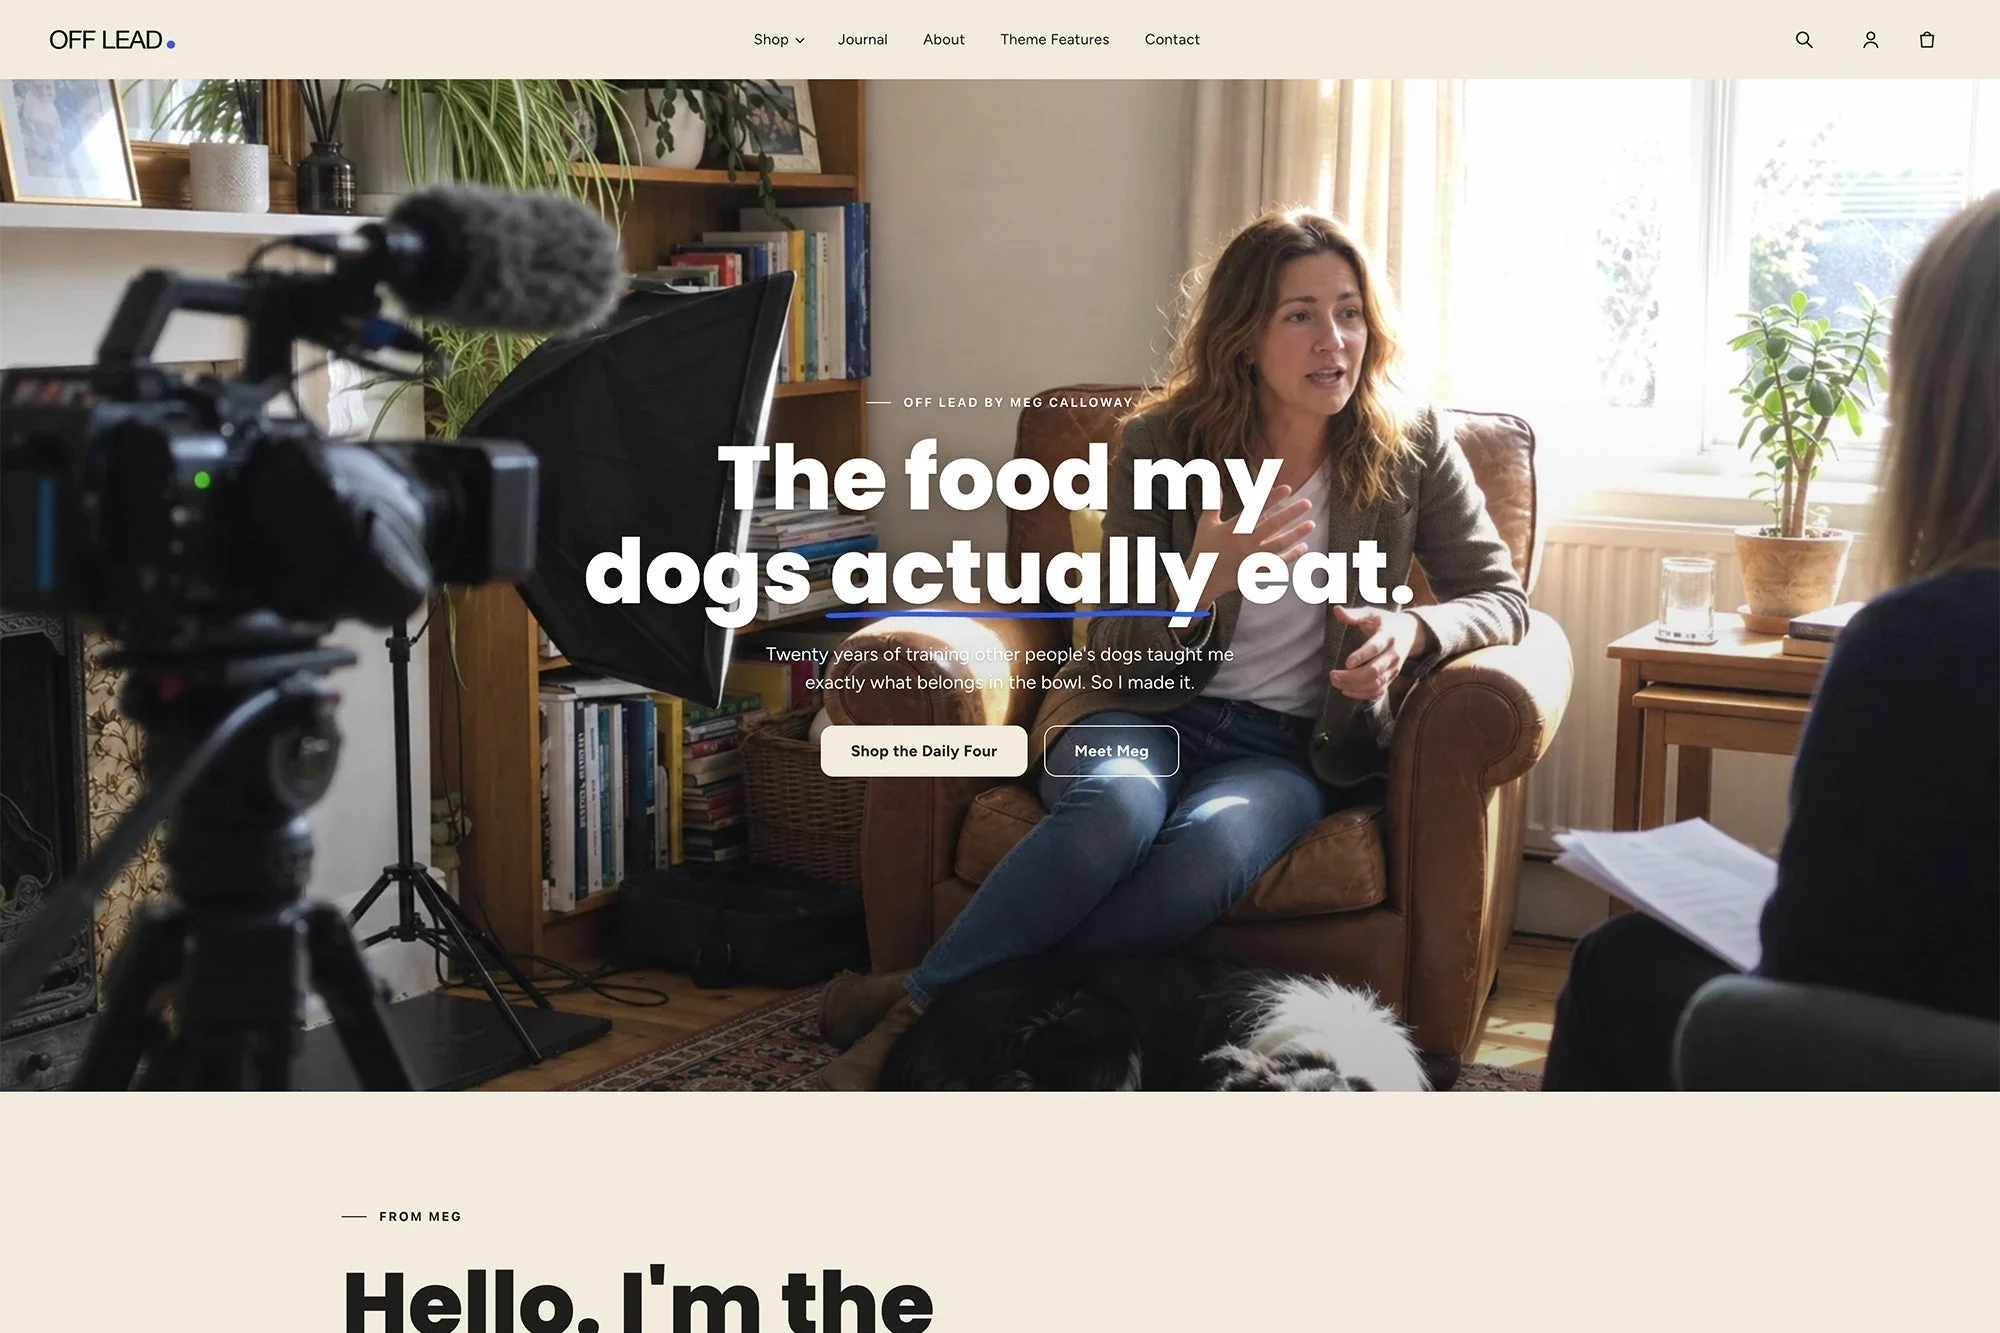 OFF LEAD
Shop Journal About Theme Features Contact
OFF LEAD BY MEG CALLOWAY
The food my
dogs actually eat.
Twenty years of training other people's dogs taught me
exactly what belongs in the bowl. So I made it.
Shop the Daily Four
Meet Meg
FROM MEG
Hello. I'm the